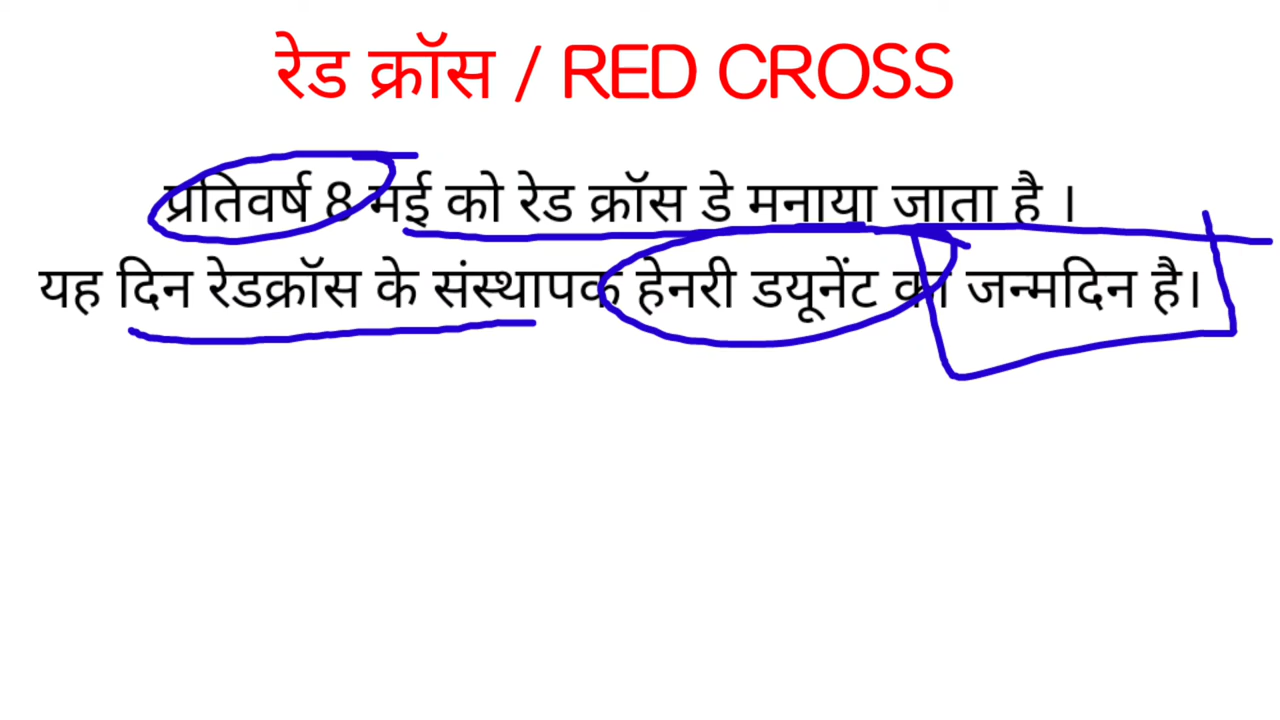 रेड क्रॉस / RED CROSS
प्रतिवर्ष 8 मई को रेड क्रॉस डे मनाया जाता है ।
यह दिन रेडक्रॉस के संस्थापक हेनरी डयूनेंट का जन्मदिन है।